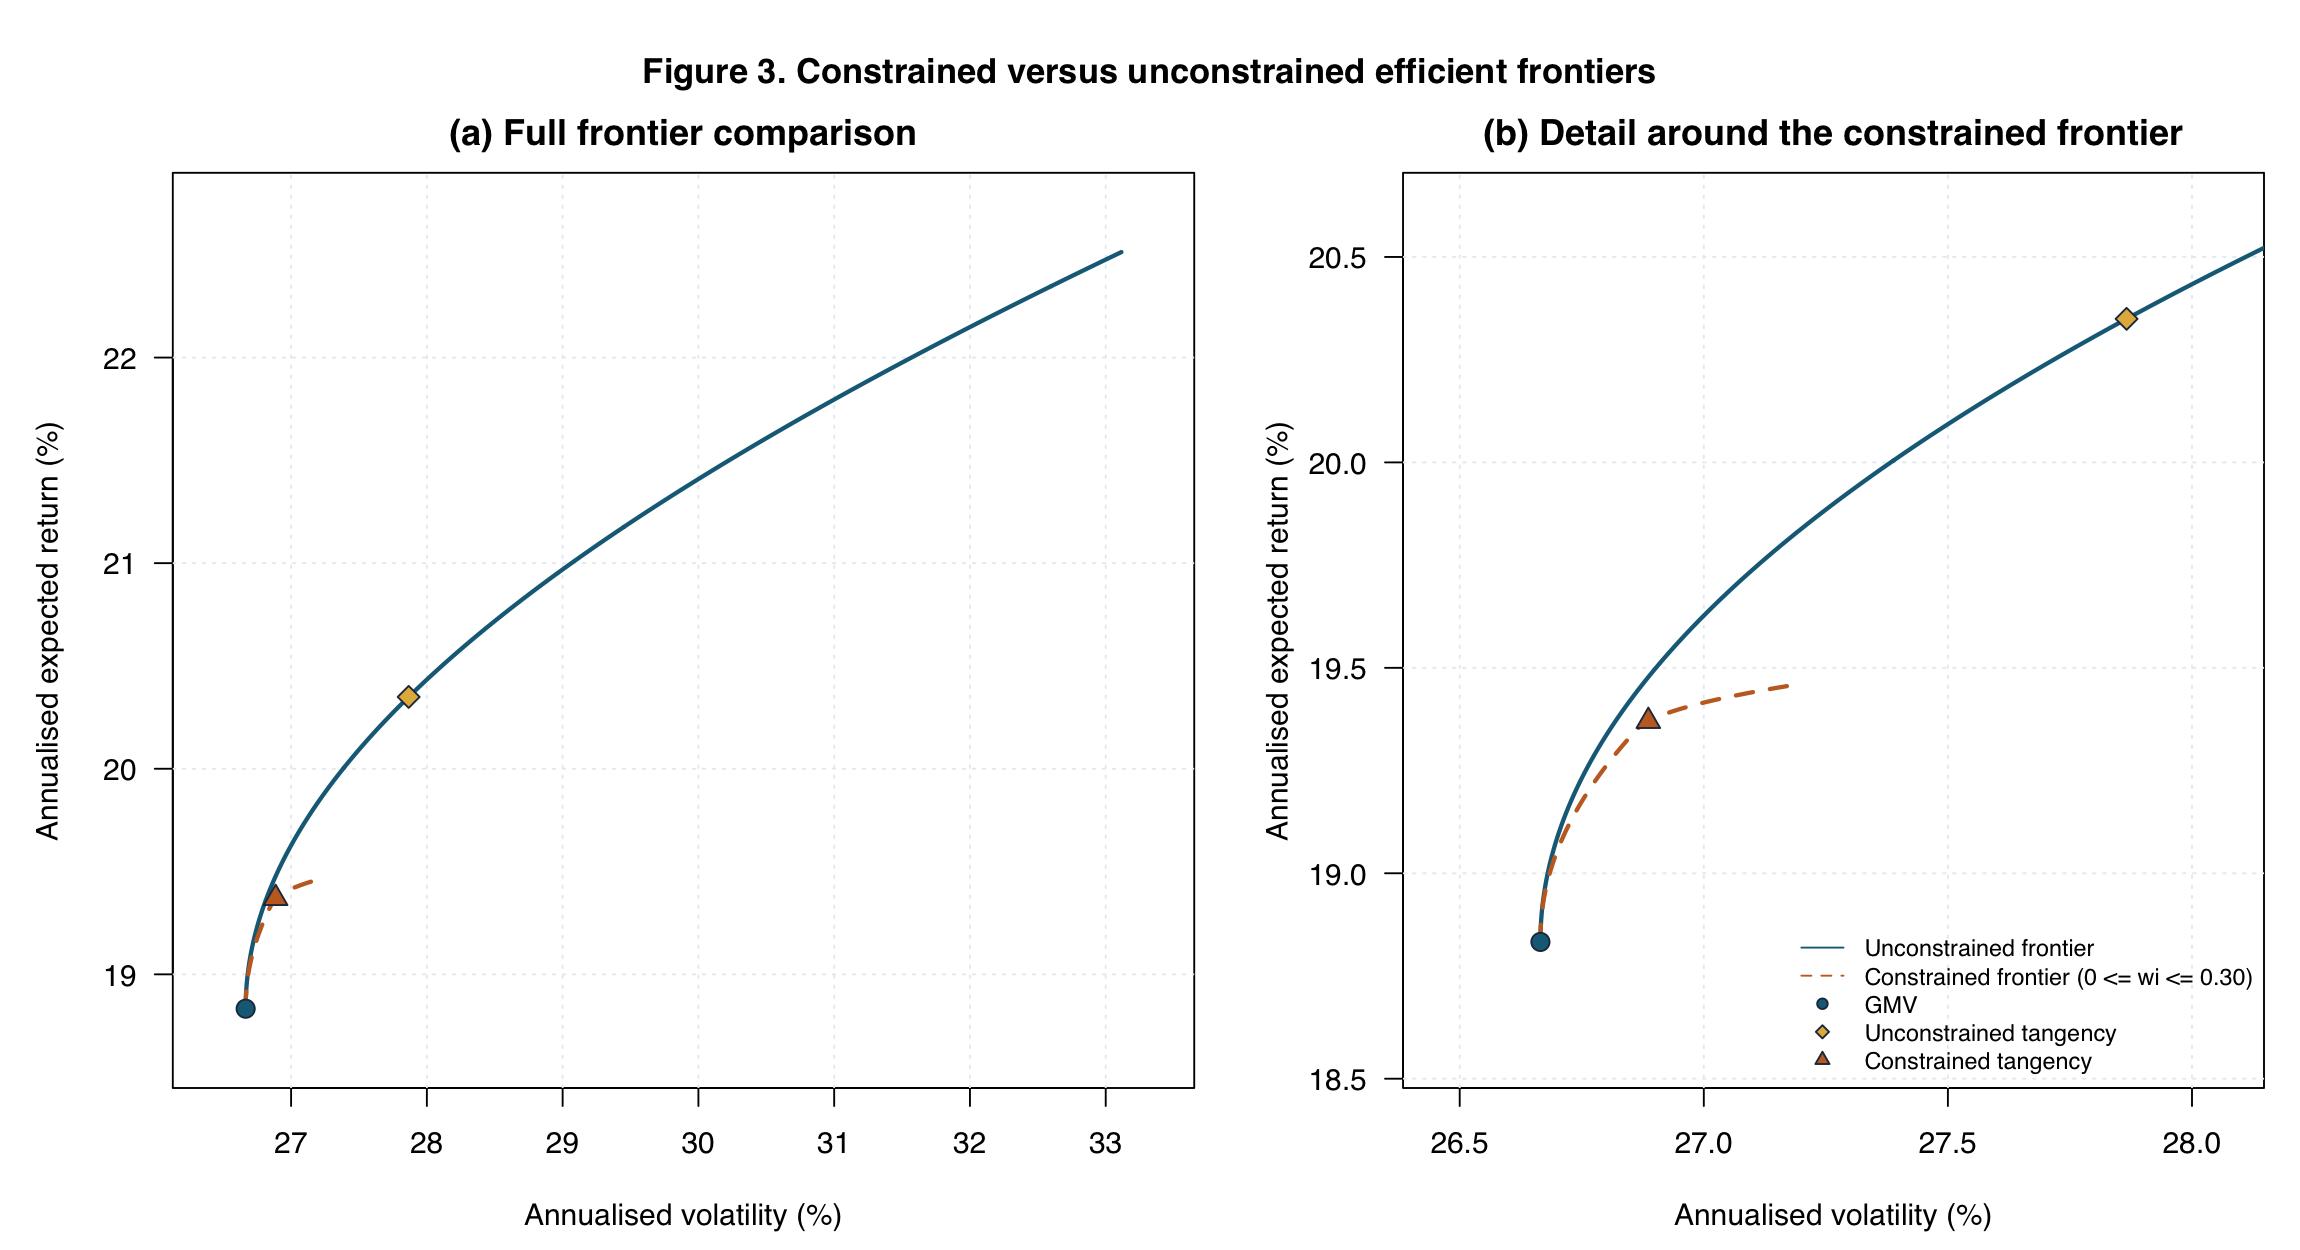 Figure 3. Constrained versus unconstrained efficient frontiers
(a) Full frontier comparison
Annualised expected return (%)
22
21
20
19
27 28 29 30 31 32 33
Annualised volatility (%)
(b) Detail around the constrained frontier
Annualised expected return (%)
20.5
20.0
19.5
19.0
18.5
Unconstrained frontier
Constrained frontier (0 <= wi <= 0.30)
GMV
Unconstrained tangency
Constrained tangency
26.5 27.0 27.5 28.0
Annualised volatility (%)